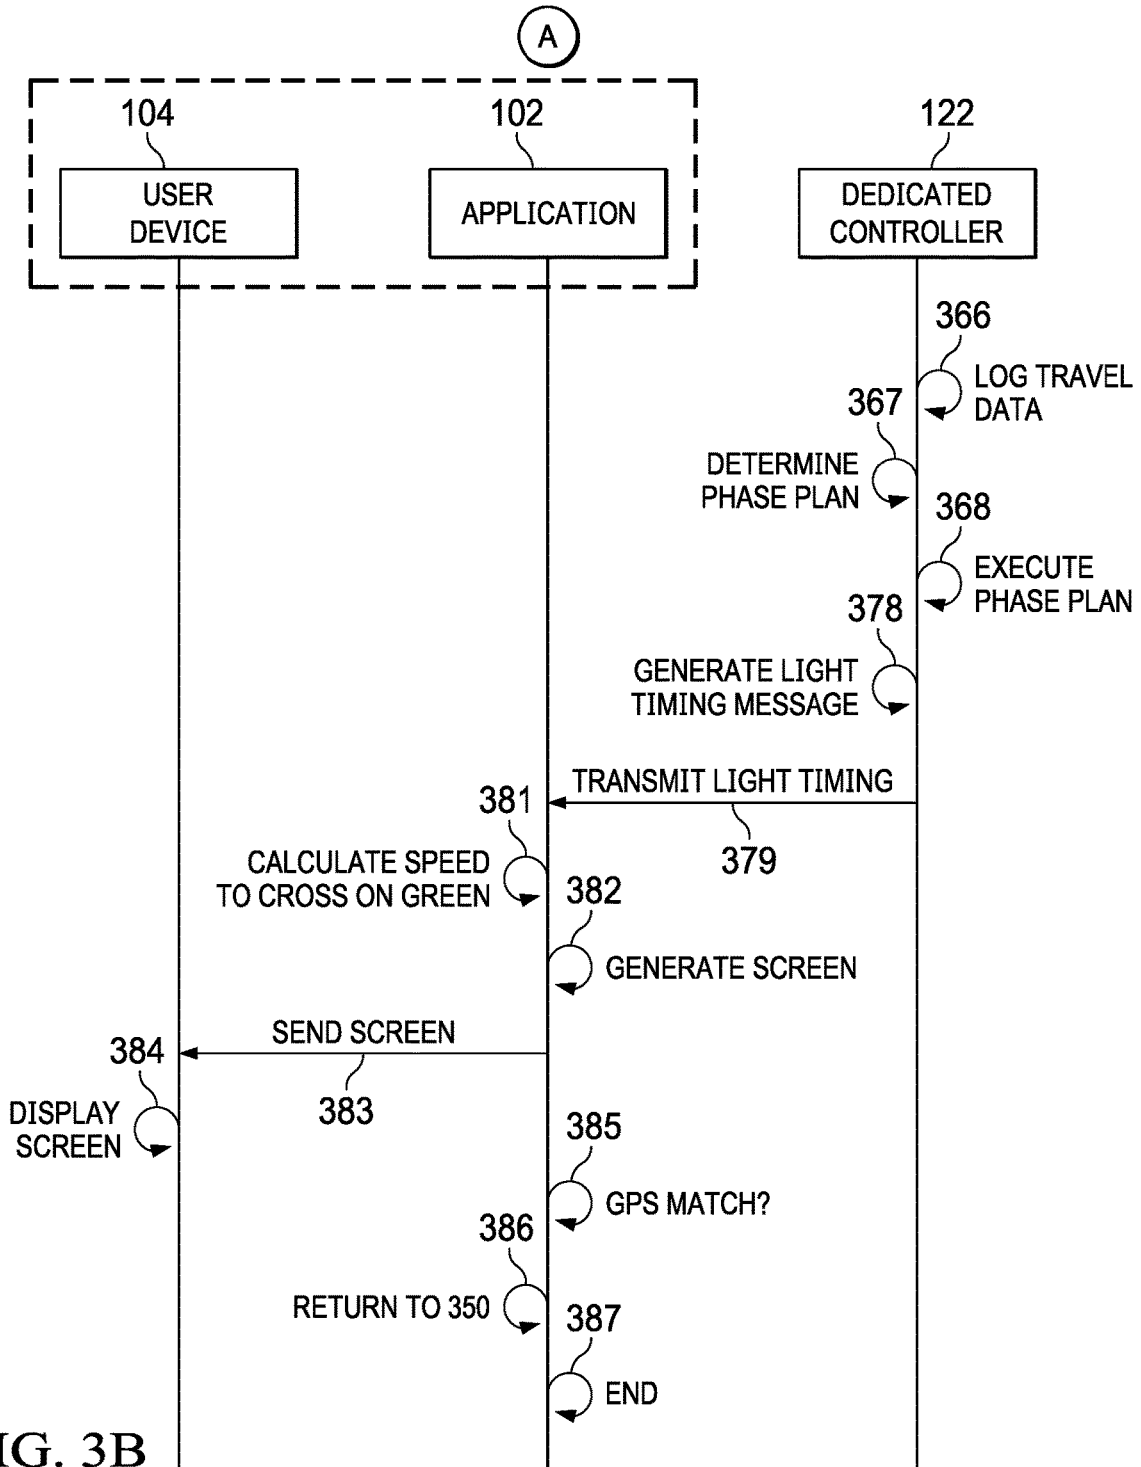 A
104
102
122
USER
DEVICE
APPLICATION
DEDICATED
CONTROLLER
366
LOG TRAVEL
DATA
367
DETERMINE
PHASE PLAN
368
EXECUTE
PHASE PLAN
378
GENERATE LIGHT
TIMING MESSAGE
TRANSMIT LIGHT TIMING
379
381
CALCULATE SPEED
TO CROSS ON GREEN
382
GENERATE SCREEN
SEND SCREEN
383
384
DISPLAY
SCREEN
385
GPS MATCH?
386
RETURN TO 350
387
END
IG. 3B